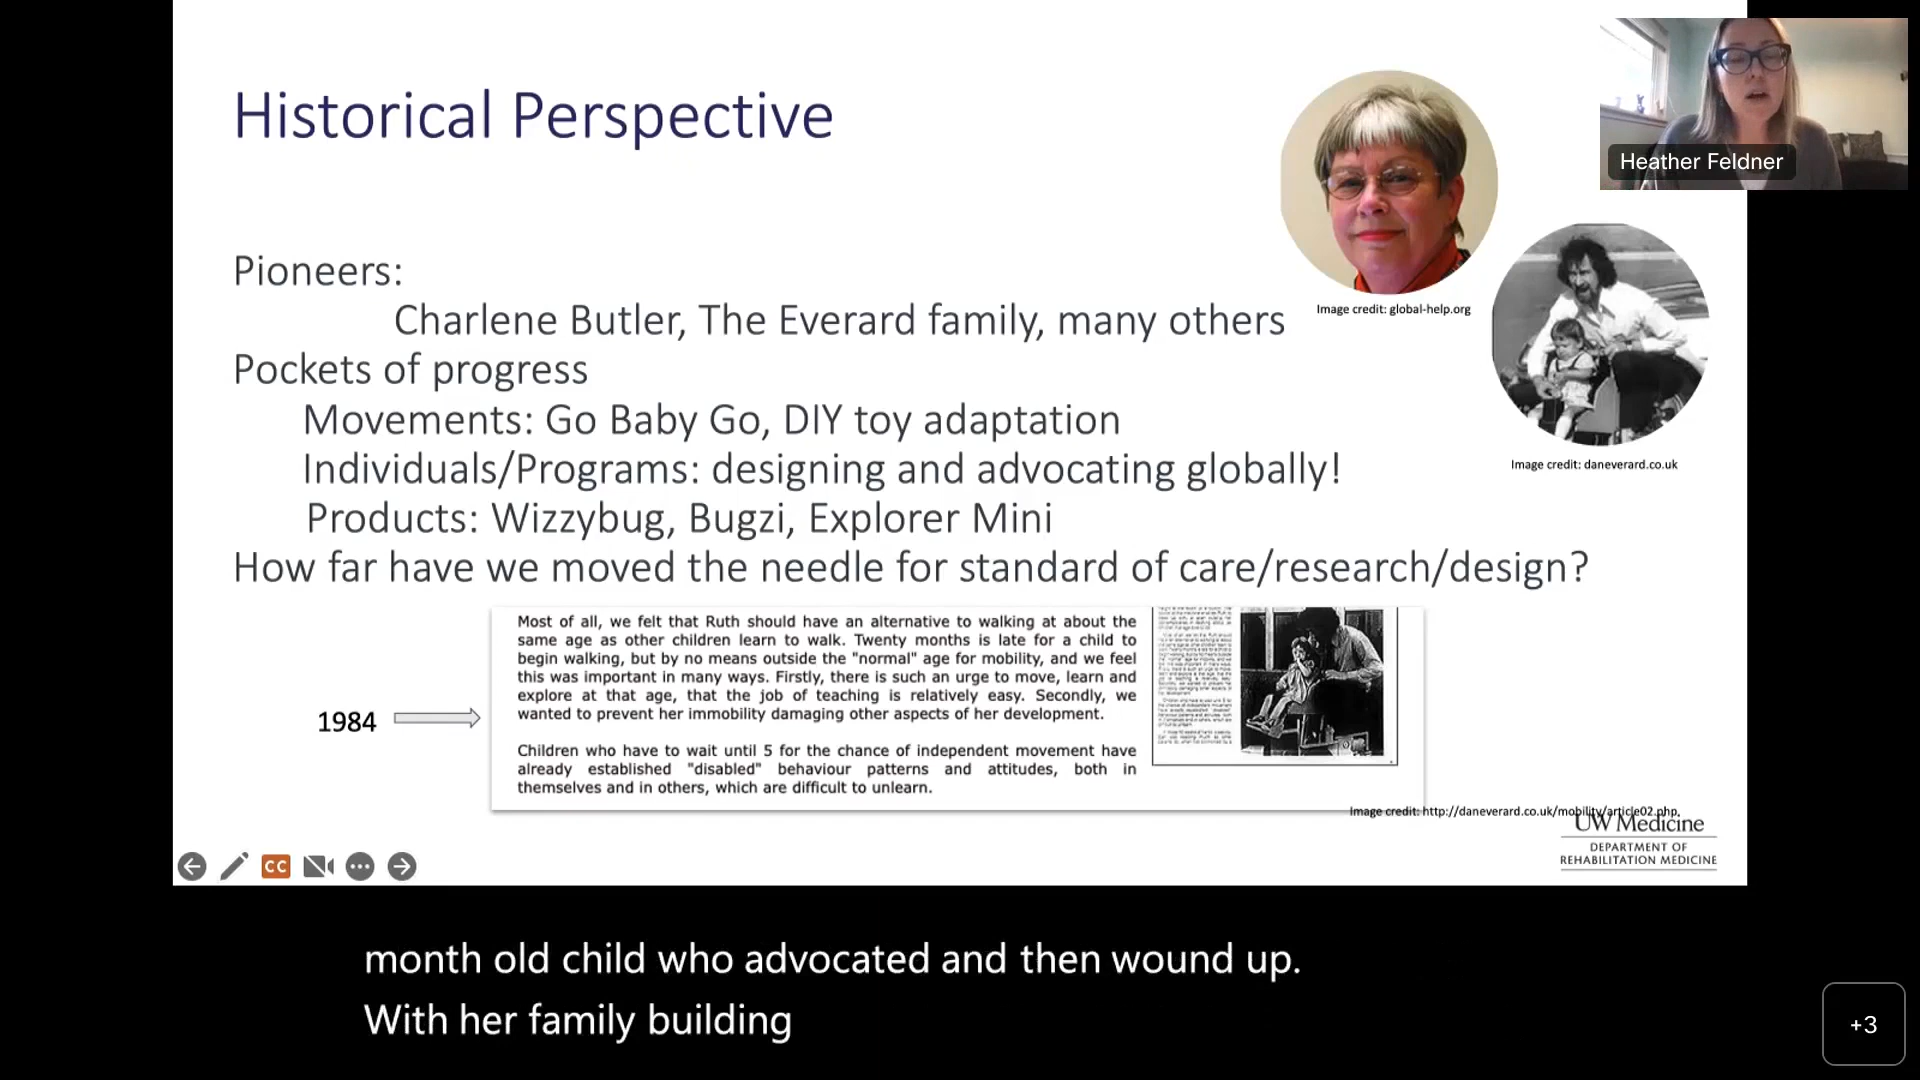 Historical Perspective
Heather Feldner
Pioneers:
Image credit: global-help.org
Charlene Butler, The Everard family, many others
Pockets of progress
Movements: Go Baby Go, DIY toy adaptation
Image credit: daneverard.co.uk
Individuals/Programs: designing and advocating globally!
Products: Wizzybug, Bugzi, Explorer Mini
How far have we moved the needle for standard of care/research/design?
Most of all, we felt that Ruth should have an alternative to walking at about the
same age as other children learn to walk. Twenty months is late for a child to
begin walking, but by no means outside the "normal" age for mobility, and we feel
this was important in many ways. Firstly, there is such an urge to move, learn and
explore at that age, that the job of teaching is relatively easy. Secondly, we
wanted to prevent her immobility damaging other aspects of her development.
1984
Children who have to wait until 5 for the chance of independent movement have
already established "disabled" behaviour patterns and attitudes, both in
themselves and in others, which are difficult to unlearn.
Image credit: http://daneverard.co.uk/mobility/article02.php.
UW Medicine
DEPARTMENT OF
REHABILITATION MEDICINE
CC
month old child who advocated and then wound up.
With her family building
+3